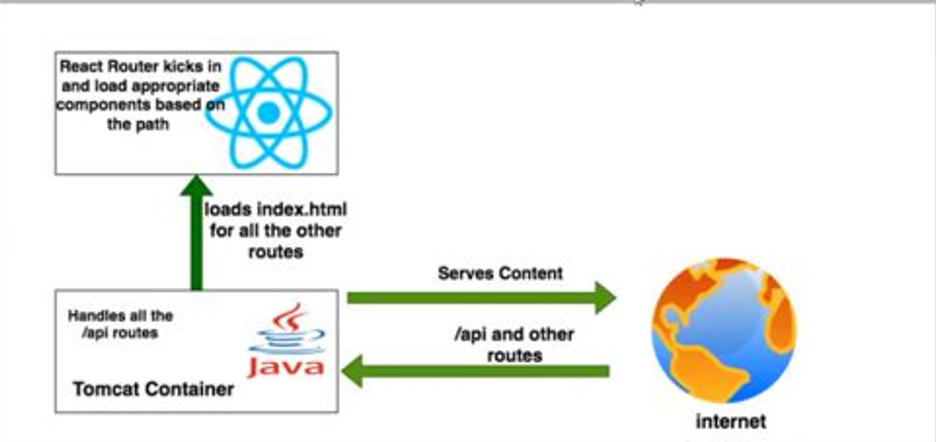 React Router kicks in
and load appropriate
components based on
the path
loads index.html
for all the other
routes
Serves Content
Handles all the
/api routes
Java
Tomcat Container
/api and other
routes
internet